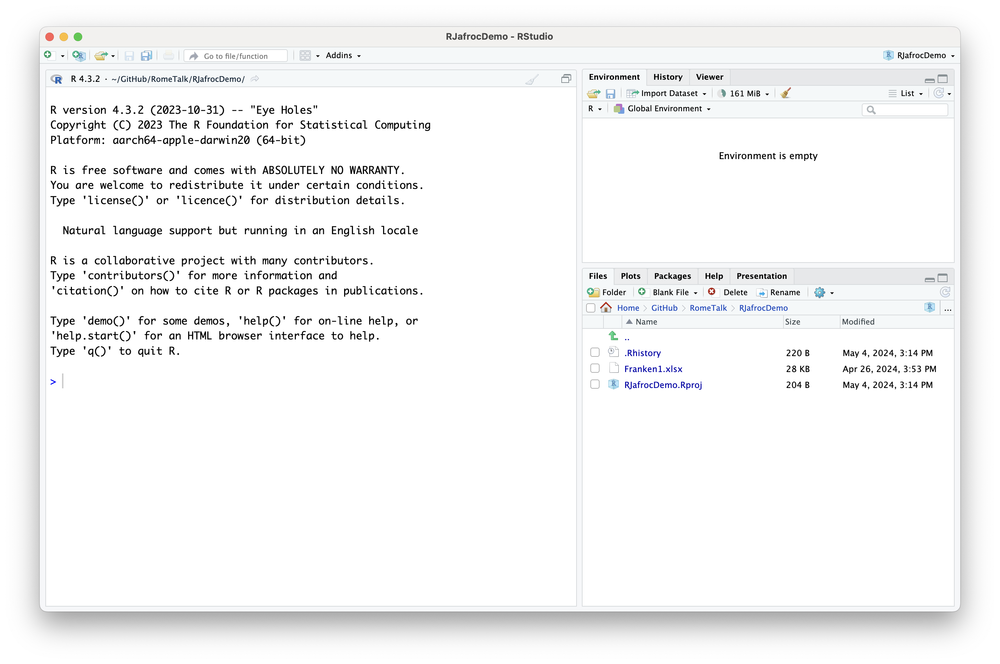 RJafrocDemo - RStudio
Go to file/function
Addins
RJafrocDemo
R 4.3.2 · ~/GitHub/RomeTalk/RJafrocDemo/
R version 4.3.2 (2023-10-31) -- "Eye Holes"
Copyright (C) 2023 The R Foundation for Statistical Computing
Platform: aarch64-apple-darwin20 (64-bit)
R is free software and comes with ABSOLUTELY NO WARRANTY.
You are welcome to redistribute it under certain conditions.
Type 'license()' or 'licence()' for distribution details.
Natural language support but running in an English locale
R is a collaborative project with many contributors.
Type 'contributors()' for more information and
'citation()' on how to cite R or R packages in publications.
Type 'demo()' for some demos, 'help()' for on-line help, or
'help.start()' for an HTML browser interface to help.
Type 'q()' to quit R.
>
Environment History Viewer
Import Dataset 161 MiB List
R Global Environment
Environment is empty
Files Plots Packages Help Presentation
Folder Blank File Delete Rename
Home GitHub RomeTalk RJafrocDemo R ...
Name Size Modified
..
.Rhistory 220 B May 4, 2024, 3:14 PM
Franken1.xlsx 28 KB Apr 26, 2024, 3:53 PM
RJafrocDemo.Rproj 204 B May 4, 2024, 3:14 PM